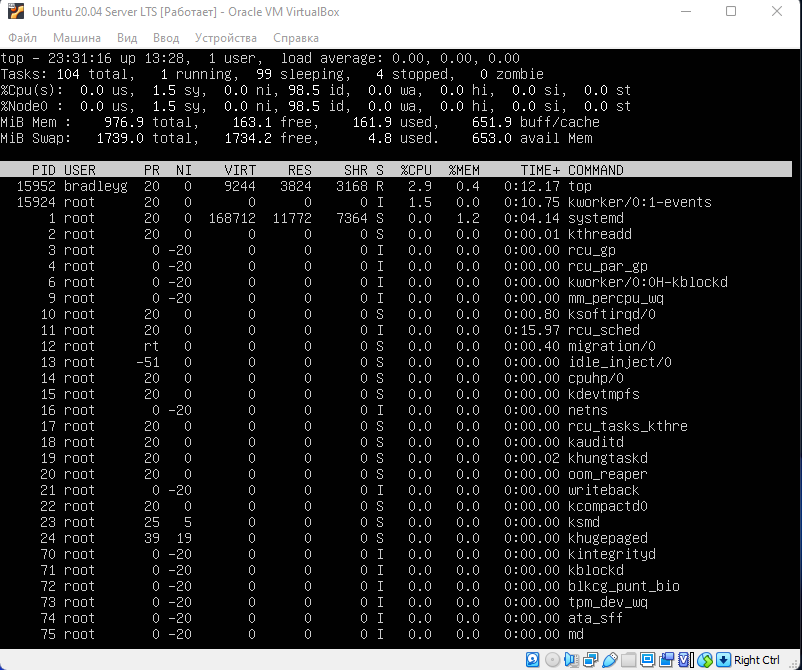 Ubuntu 20.04 Server LTS [Работает] - Oracle VM VirtualBox
Файл Машина Вид Ввод Устройства Справка
top - 23:31:16 up 13:28, 1 user, load average: 0.00, 0.00, 0.00
Tasks: 104 total, 1 running, 99 sleeping, 4 stopped, 0 zombie
%Cpu(s): 0.0 us, 1.5 sy, 0.0 ni, 98.5 id, 0.0 wa, 0.0 hi, 0.0 si, 0.0 st
%Node0 : 0.0 us, 1.5 sy, 0.0 ni, 98.5 id, 0.0 wa, 0.0 hi, 0.0 si, 0.0 st
MiB Mem : 976.9 total, 163.1 free, 161.9 used, 651.9 buff/cache
MiB Swap: 1739.0 total, 1734.2 free, 4.8 used. 653.0 avail Mem
PID USER PR NI VIRT RES SHR S %CPU %MEM TIME+ COMMAND
15952 bradleyg 20 0 9244 3824 3168 R 2.9 0.4 0:12.17 top
15924 root 20 0 0 0 0 I 1.5 0.0 0:10.75 kworker/0:1-events
1 root 20 0 168712 11772 7364 S 0.0 1.2 0:04.14 systemd
2 root 20 0 0 0 0 S 0.0 0.0 0:00.01 kthreadd
3 root 0 -20 0 0 0 I 0.0 0.0 0:00.00 rcu_gp
4 root 0 -20 0 0 0 I 0.0 0.0 0:00.00 rcu_par_gp
6 root 0 -20 0 0 0 I 0.0 0.0 0:00.00 kworker/0:0H-kblockd
9 root 0 -20 0 0 0 I 0.0 0.0 0:00.00 mm_percpu_wq
10 root 20 0 0 0 0 S 0.0 0.0 0:00.80 ksoftirqd/0
11 root 20 0 0 0 0 I 0.0 0.0 0:15.97 rcu_sched
12 root rt 0 0 0 0 S 0.0 0.0 0:00.40 migration/0
13 root -51 0 0 0 0 S 0.0 0.0 0:00.00 idle_inject/0
14 root 20 0 0 0 0 S 0.0 0.0 0:00.00 cpuhp/0
15 root 20 0 0 0 0 S 0.0 0.0 0:00.00 kdevtmpfs
16 root 0 -20 0 0 0 I 0.0 0.0 0:00.00 netns
17 root 20 0 0 0 0 S 0.0 0.0 0:00.00 rcu_tasks_kthre
18 root 20 0 0 0 0 S 0.0 0.0 0:00.00 kauditd
19 root 20 0 0 0 0 S 0.0 0.0 0:00.02 khungtaskd
20 root 20 0 0 0 0 S 0.0 0.0 0:00.00 oom_reaper
21 root 0 -20 0 0 0 I 0.0 0.0 0:00.00 writeback
22 root 20 0 0 0 0 S 0.0 0.0 0:00.00 kcompactd0
23 root 25 5 0 0 0 S 0.0 0.0 0:00.00 ksmd
24 root 39 19 0 0 0 S 0.0 0.0 0:00.00 khugepaged
70 root 0 -20 0 0 0 I 0.0 0.0 0:00.00 kintegrityd
71 root 0 -20 0 0 0 I 0.0 0.0 0:00.00 kblockd
72 root 0 -20 0 0 0 I 0.0 0.0 0:00.00 blkcg_punt_bio
73 root 0 -20 0 0 0 I 0.0 0.0 0:00.00 tpm_dev_wq
74 root 0 -20 0 0 0 I 0.0 0.0 0:00.00 ata_sff
75 root 0 -20 0 0 0 I 0.0 0.0 0:00.00 md
Right Ctrl